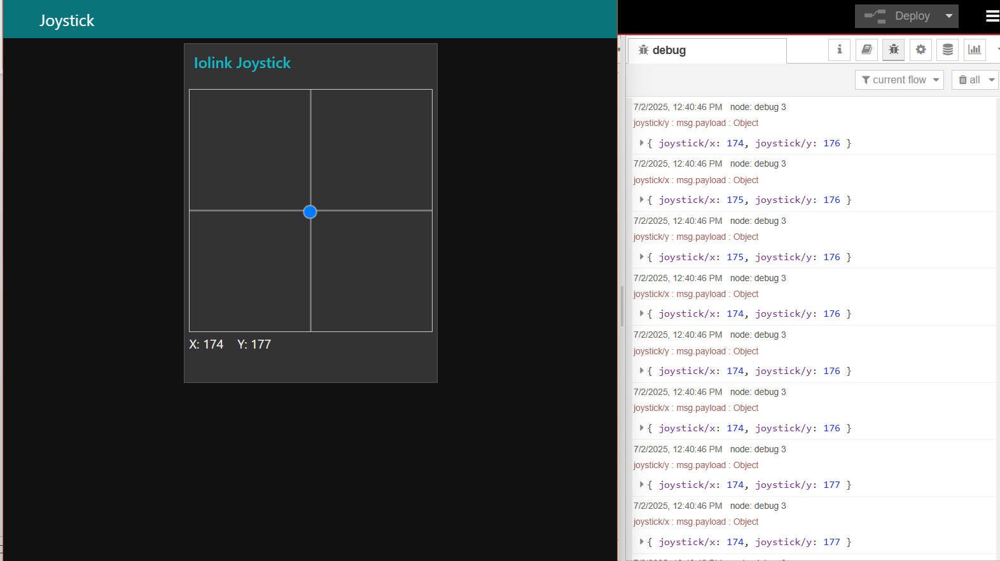 Joystick
Iolink Joystick
X: 174 Y: 177
Deploy
debug
current flow
all
7/2/2025, 12:40:46 PM node: debug 3
joystick/y : msg.payload : Object
{ joystick/x: 174, joystick/y: 176 }
7/2/2025, 12:40:46 PM node: debug 3
joystick/x : msg.payload : Object
{ joystick/x: 175, joystick/y: 176 }
7/2/2025, 12:40:46 PM node: debug 3
joystick/y : msg.payload : Object
{ joystick/x: 175, joystick/y: 176 }
7/2/2025, 12:40:46 PM node: debug 3
joystick/x : msg.payload : Object
{ joystick/x: 174, joystick/y: 176 }
7/2/2025, 12:40:46 PM node: debug 3
joystick/y : msg.payload : Object
{ joystick/x: 174, joystick/y: 176 }
7/2/2025, 12:40:46 PM node: debug 3
joystick/x : msg.payload : Object
{ joystick/x: 174, joystick/y: 176 }
7/2/2025, 12:40:46 PM node: debug 3
joystick/y : msg.payload : Object
{ joystick/x: 174, joystick/y: 177 }
7/2/2025, 12:40:46 PM node: debug 3
joystick/x : msg.payload : Object
{ joystick/x: 174, joystick/y: 177 }